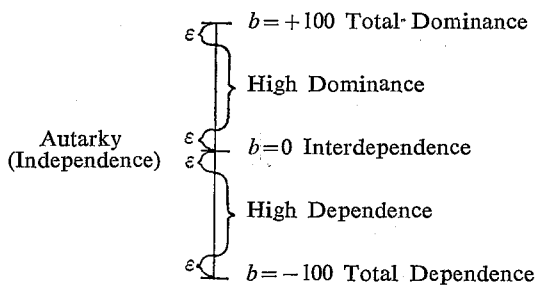 ε b=+100 Total Dominance
High Dominance
Autarky
(Independence)
ε
ε b=0 Interdependence
High Dependence
ε b=−100 Total Dependence